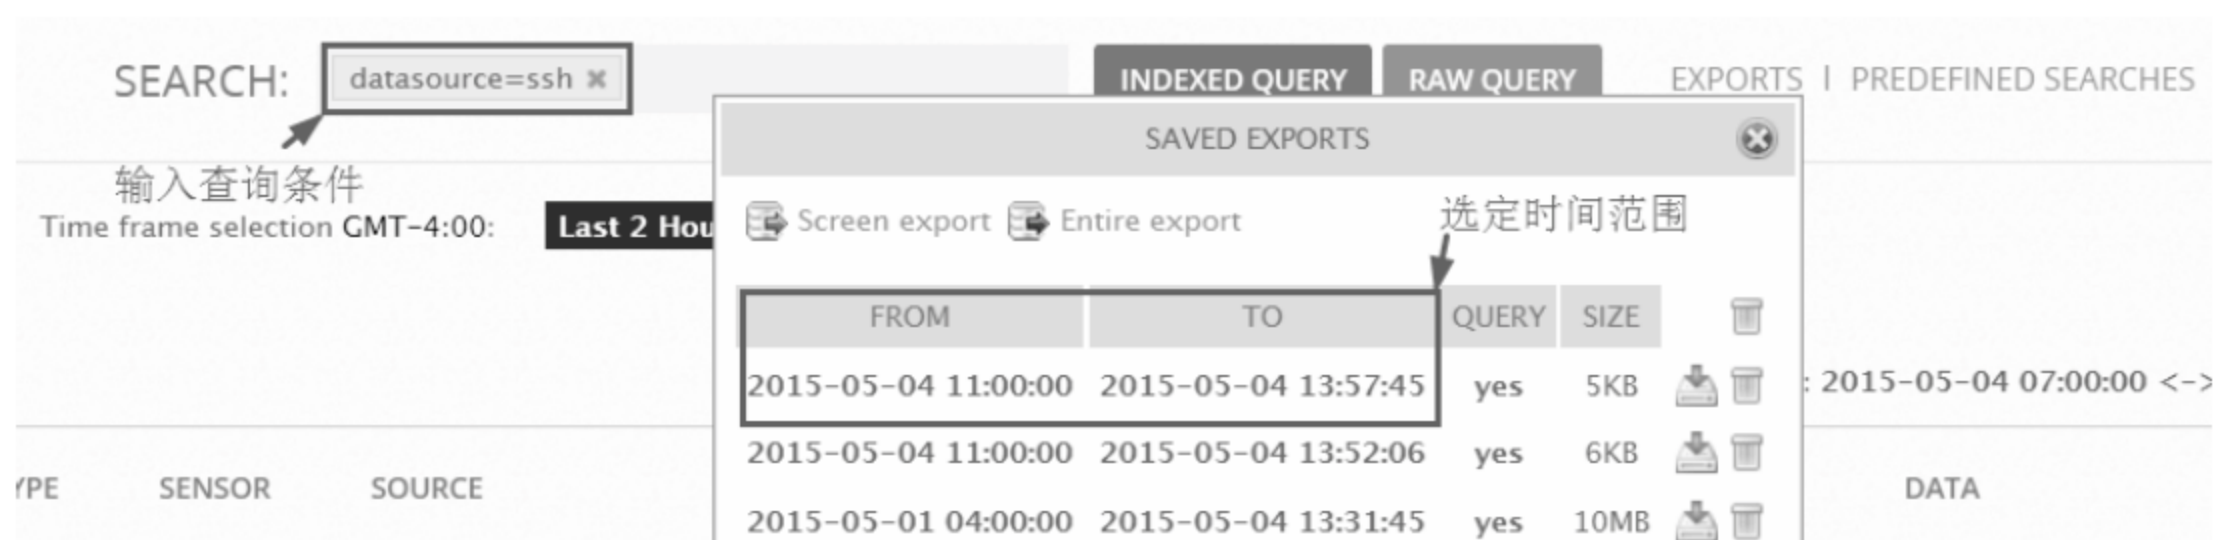 SEARCH: datasource=ssh INDEXED QUERY RAW QUERY EXPORTS | PREDEFINED SEARCHES
SAVED EXPORTS
输入查询条件
Time frame selection GMT-4:00: Last 2 Hou
Screen export Entire export
选定时间范围
FROM TO QUERY SIZE
2015-05-04 11:00:00 2015-05-04 13:57:45 yes 5KB
: 2015-05-04 07:00:00 <->
2015-05-04 11:00:00 2015-05-04 13:52:06 yes 6KB
YPE SENSOR SOURCE DATA
2015-05-01 04:00:00 2015-05-04 13:31:45 yes 10MB